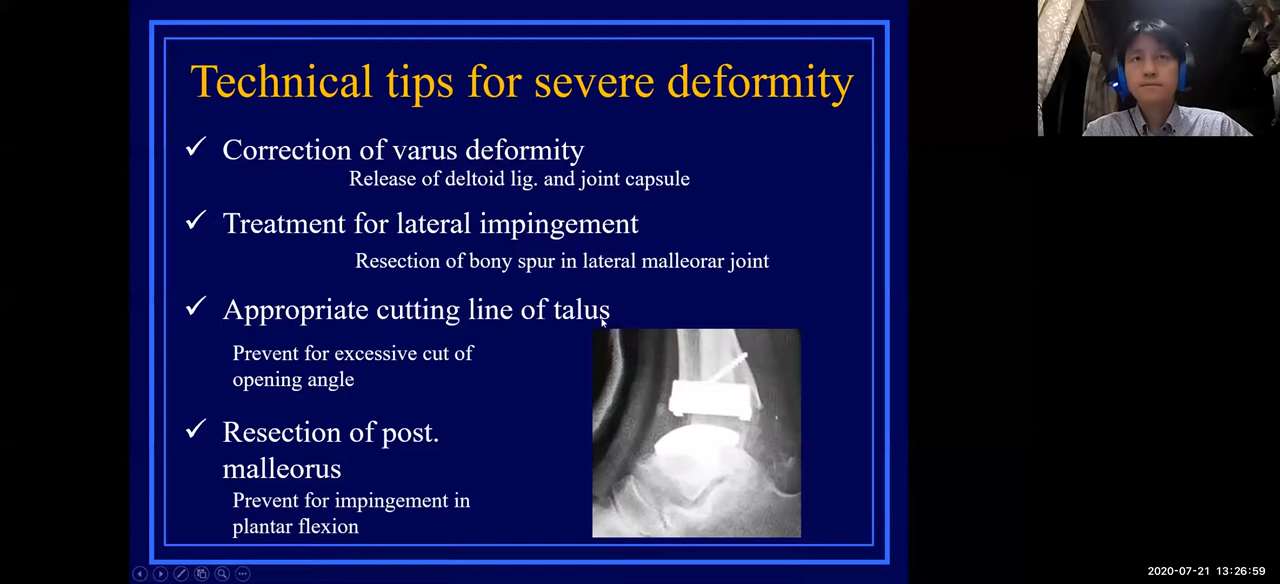 Technical tips for severe deformity
✓ Correction of varus deformity
Release of deltoid lig. and joint capsule
✓ Treatment for lateral impingement
Resection of bony spur in lateral malleorar joint
✓ Appropriate cutting line of talus
Prevent for excessive cut of
opening angle
✓ Resection of post.
malleorus
Prevent for impingement in
plantar flexion
2020-07-21 13:26:59